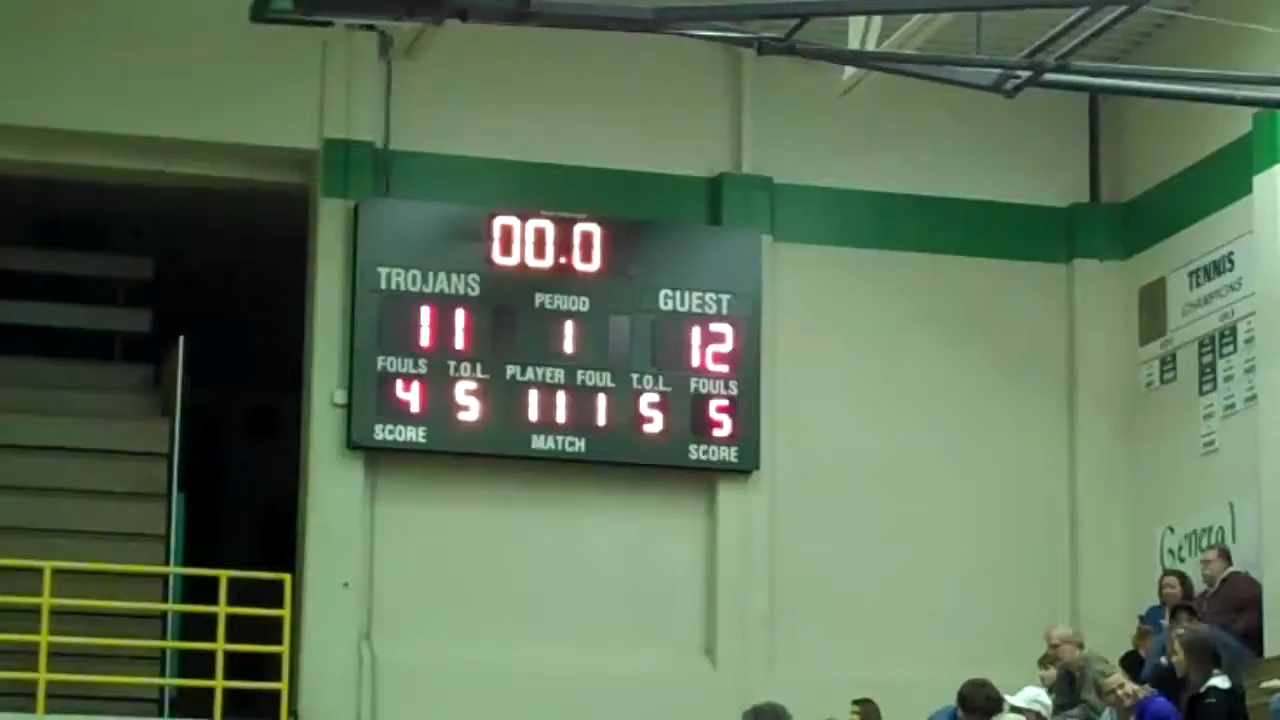 00.0
TROJANS PERIOD GUEST
11 1 12
FOULS T.O.L. PLAYER FOUL T.O.L. FOULS
4 5 11 1 5 5
SCORE MATCH SCORE
TENNIS
CHAMPIONS
General